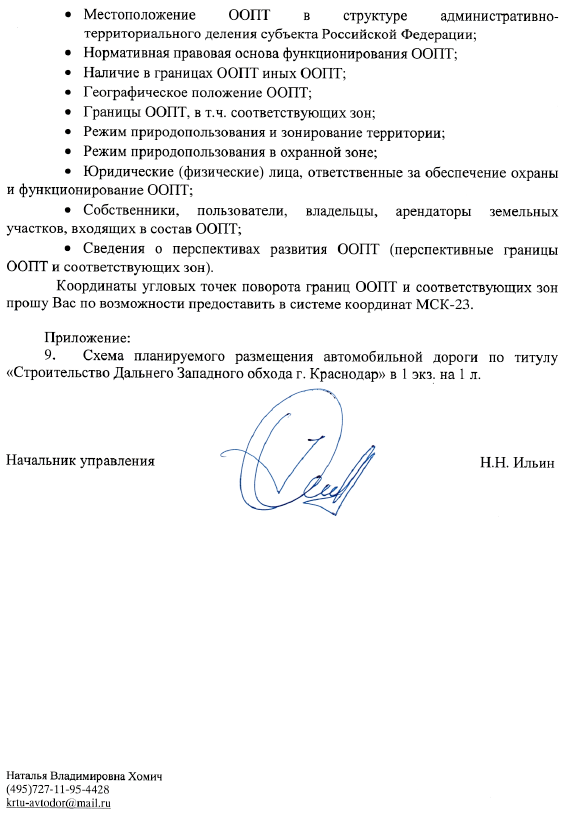 • Местоположение ООПТ в структуре административно-
территориального деления субъекта Российской Федерации;
• Нормативная правовая основа функционирования ООПТ;
• Наличие в границах ООПТ иных ООПТ;
• Географическое положение ООПТ;
• Границы ООПТ, в т.ч. соответствующих зон;
• Режим природопользования и зонирование территории;
• Режим природопользования в охранной зоне;
• Юридические (физические) лица, ответственные за обеспечение охраны
и функционирование ООПТ;
• Собственники, пользователи, владельцы, арендаторы земельных
участков, входящих в состав ООПТ;
• Сведения о перспективах развития ООПТ (перспективные границы
ООПТ и соответствующих зон).
Координаты угловых точек поворота границ ООПТ и соответствующих зон
прошу Вас по возможности предоставить в системе координат МСК-23.
Приложение:
9. Схема планируемого размещения автомобильной дороги по титулу
«Строительство Дальнего Западного обхода г. Краснодар» в 1 экз. на 1 л.
Начальник управления Н.Н. Ильин
Наталья Владимировна Хомич
(495)727-11-95-4428
krtu-avtodor@mail.ru